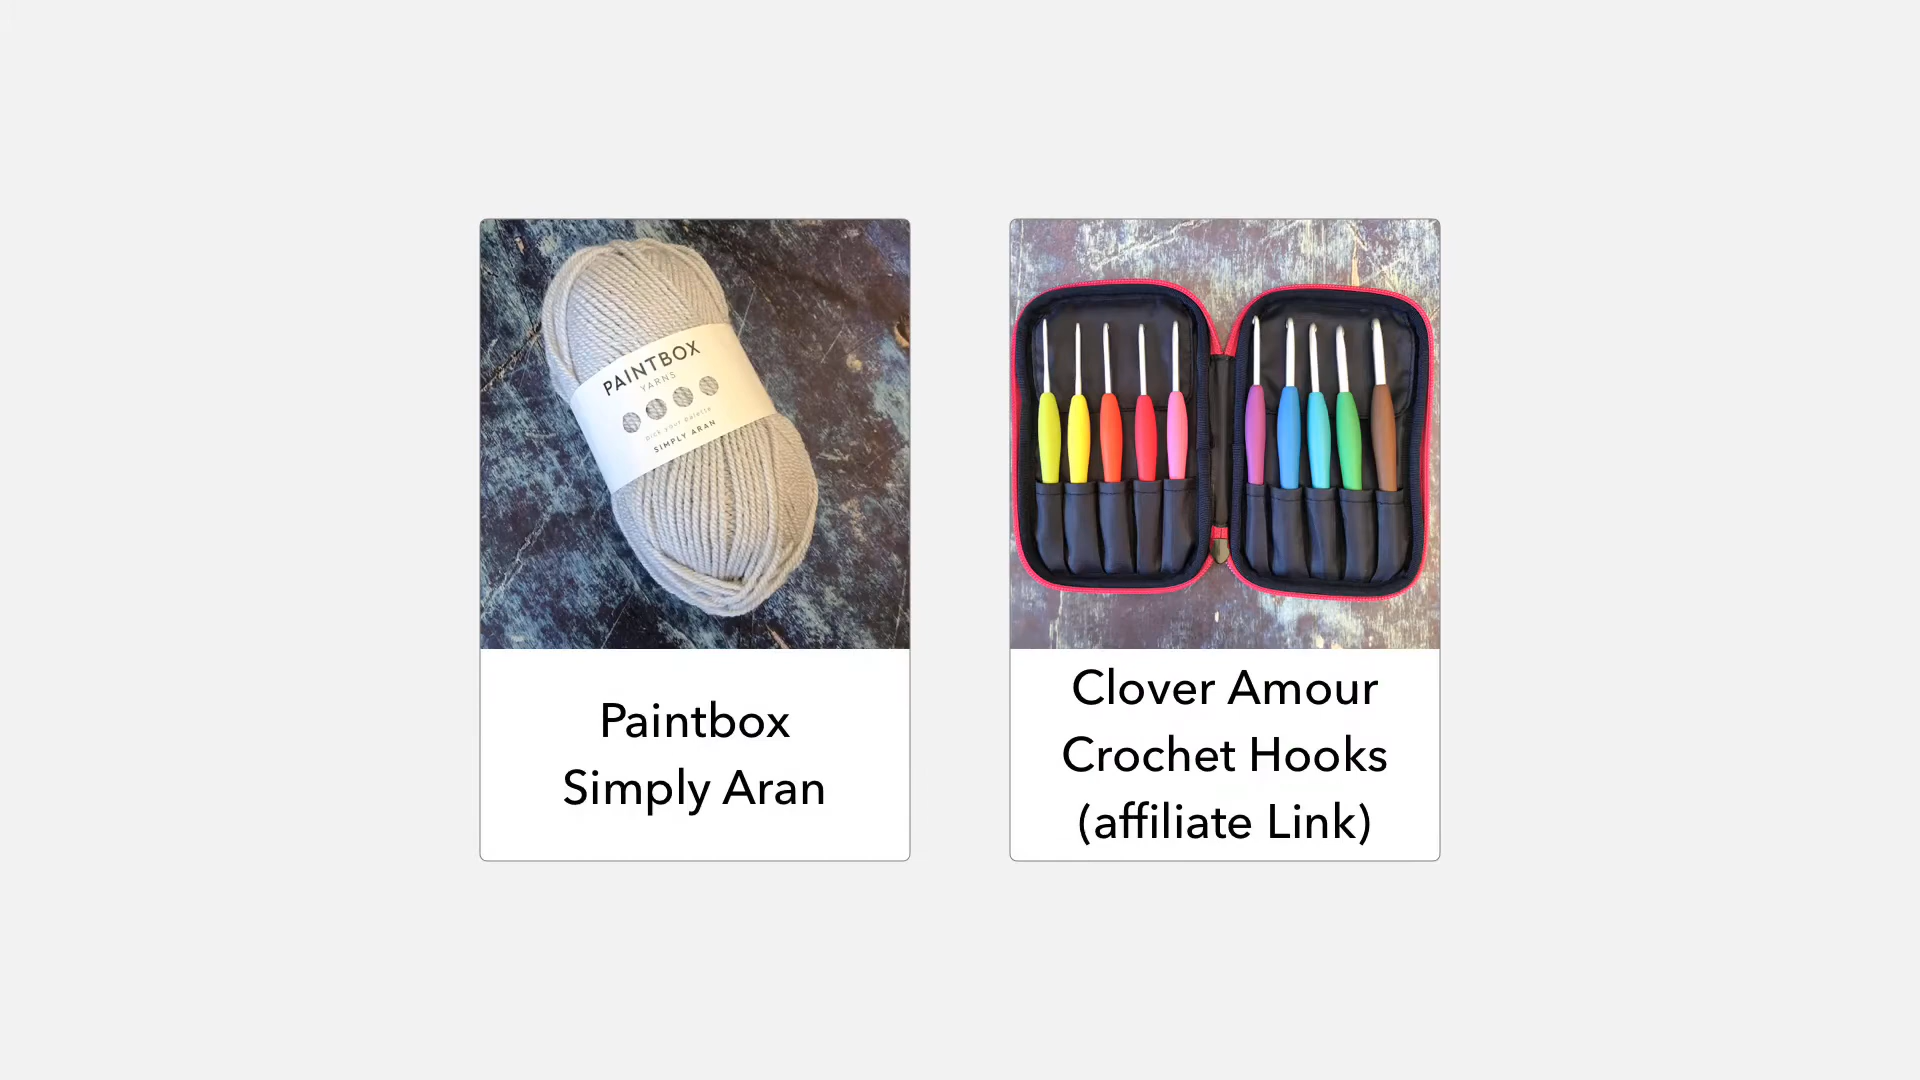 PAINTBOX
YARNS
pick your palette
SIMPLY ARAN
Paintbox
Simply Aran
Clover Amour
Crochet Hooks
(affiliate Link)